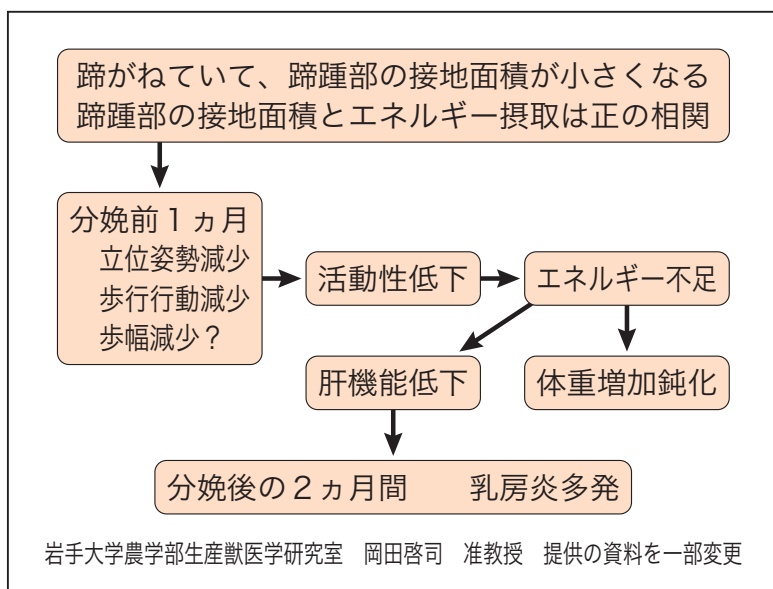 蹄がねていて、蹄踵部の接地面積が小さくなる
蹄踵部の接地面積とエネルギー摂取は正の相関
分娩前１ヵ月
立位姿勢減少
歩行行動減少
歩幅減少？
活動性低下
エネルギー不足
肝機能低下
体重増加鈍化
分娩後の２ヵ月間　　乳房炎多発
岩手大学農学部生産獣医学研究室　岡田啓司　准教授　提供の資料を一部変更